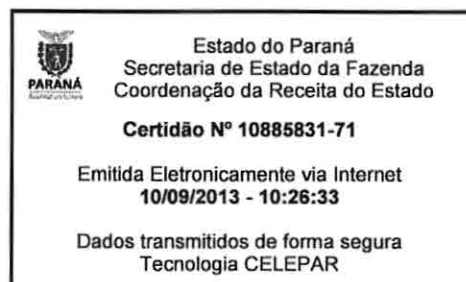 PARANÁ
Estado do Paraná
Secretaria de Estado da Fazenda
Coordenação da Receita do Estado
Certidão Nº 10885831-71
Emitida Eletronicamente via Internet
10/09/2013 - 10:26:33
Dados transmitidos de forma segura
Tecnologia CELEPAR